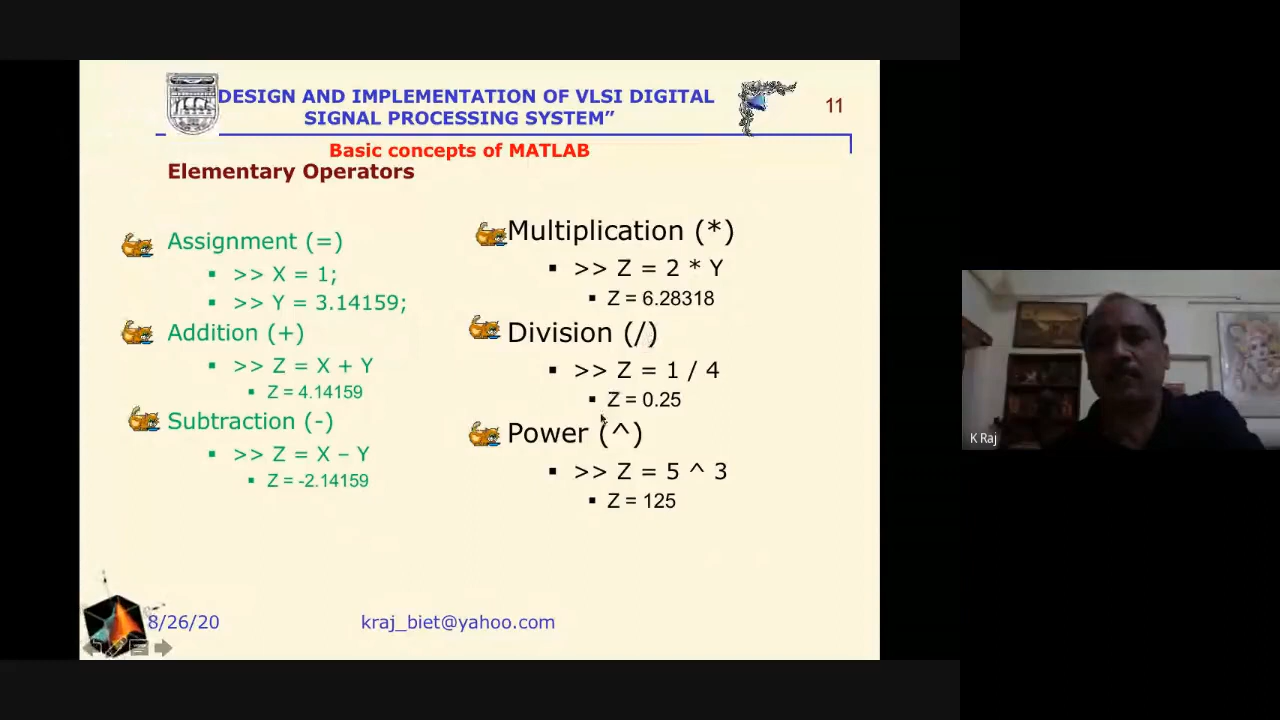 DESIGN AND IMPLEMENTATION OF VLSI DIGITAL
SIGNAL PROCESSING SYSTEM”
11
Basic concepts of MATLAB
Elementary Operators
Assignment (=)
>> X = 1;
>> Y = 3.14159;
Addition (+)
>> Z = X + Y
Z = 4.14159
Subtraction (-)
>> Z = X – Y
Z = -2.14159
Multiplication (*)
>> Z = 2 * Y
Z = 6.28318
Division (/)
>> Z = 1 / 4
Z = 0.25
Power (^)
>> Z = 5 ^ 3
Z = 125
8/26/20
kraj_biet@yahoo.com
K Raj